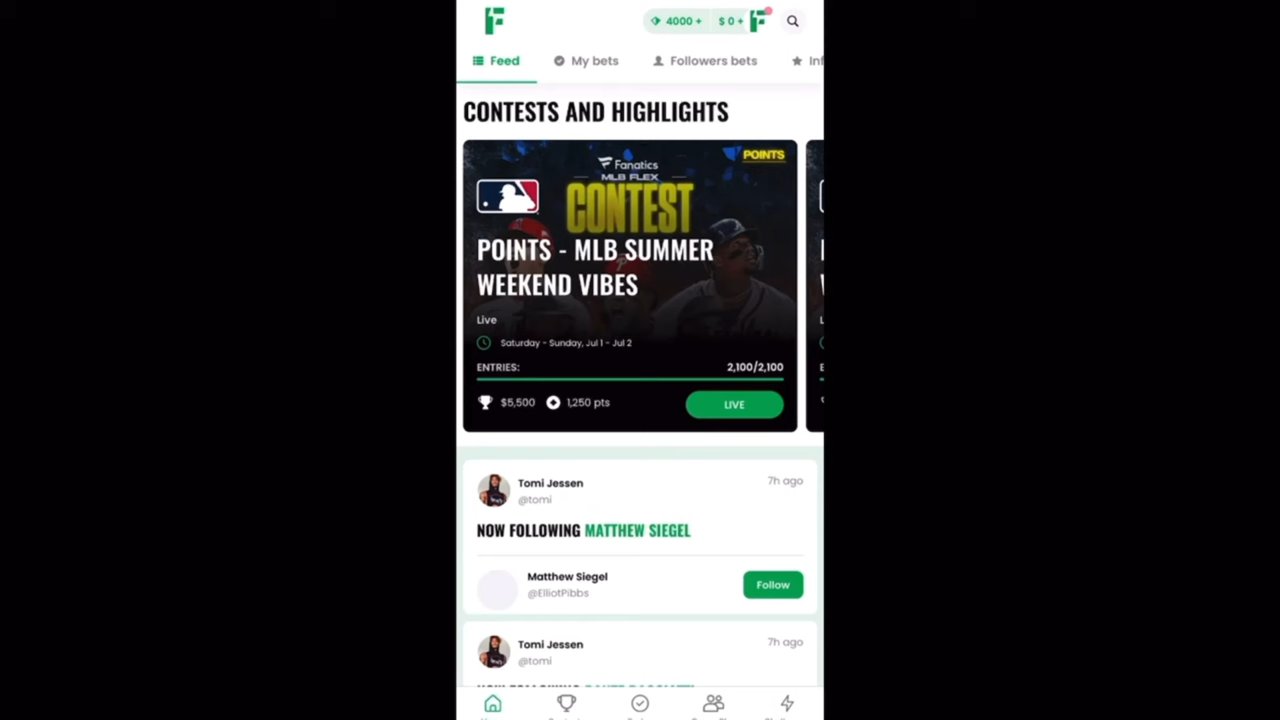 4000 + $ 0 +
Feed My bets Followers bets
CONTESTS AND HIGHLIGHTS
Fanatics
POINTS
MLB FLEX
CONTEST
POINTS - MLB SUMMER
WEEKEND VIBES
Live
Saturday - Sunday, Jul 1 - Jul 2
ENTRIES: 2,100/2,100
$5,500 1,250 pts LIVE
Tomi Jessen 7h ago
@tomi
NOW FOLLOWING MATTHEW SIEGEL
Matthew Siegel
@ElliotPibbs
Follow
Tomi Jessen 7h ago
@tomi